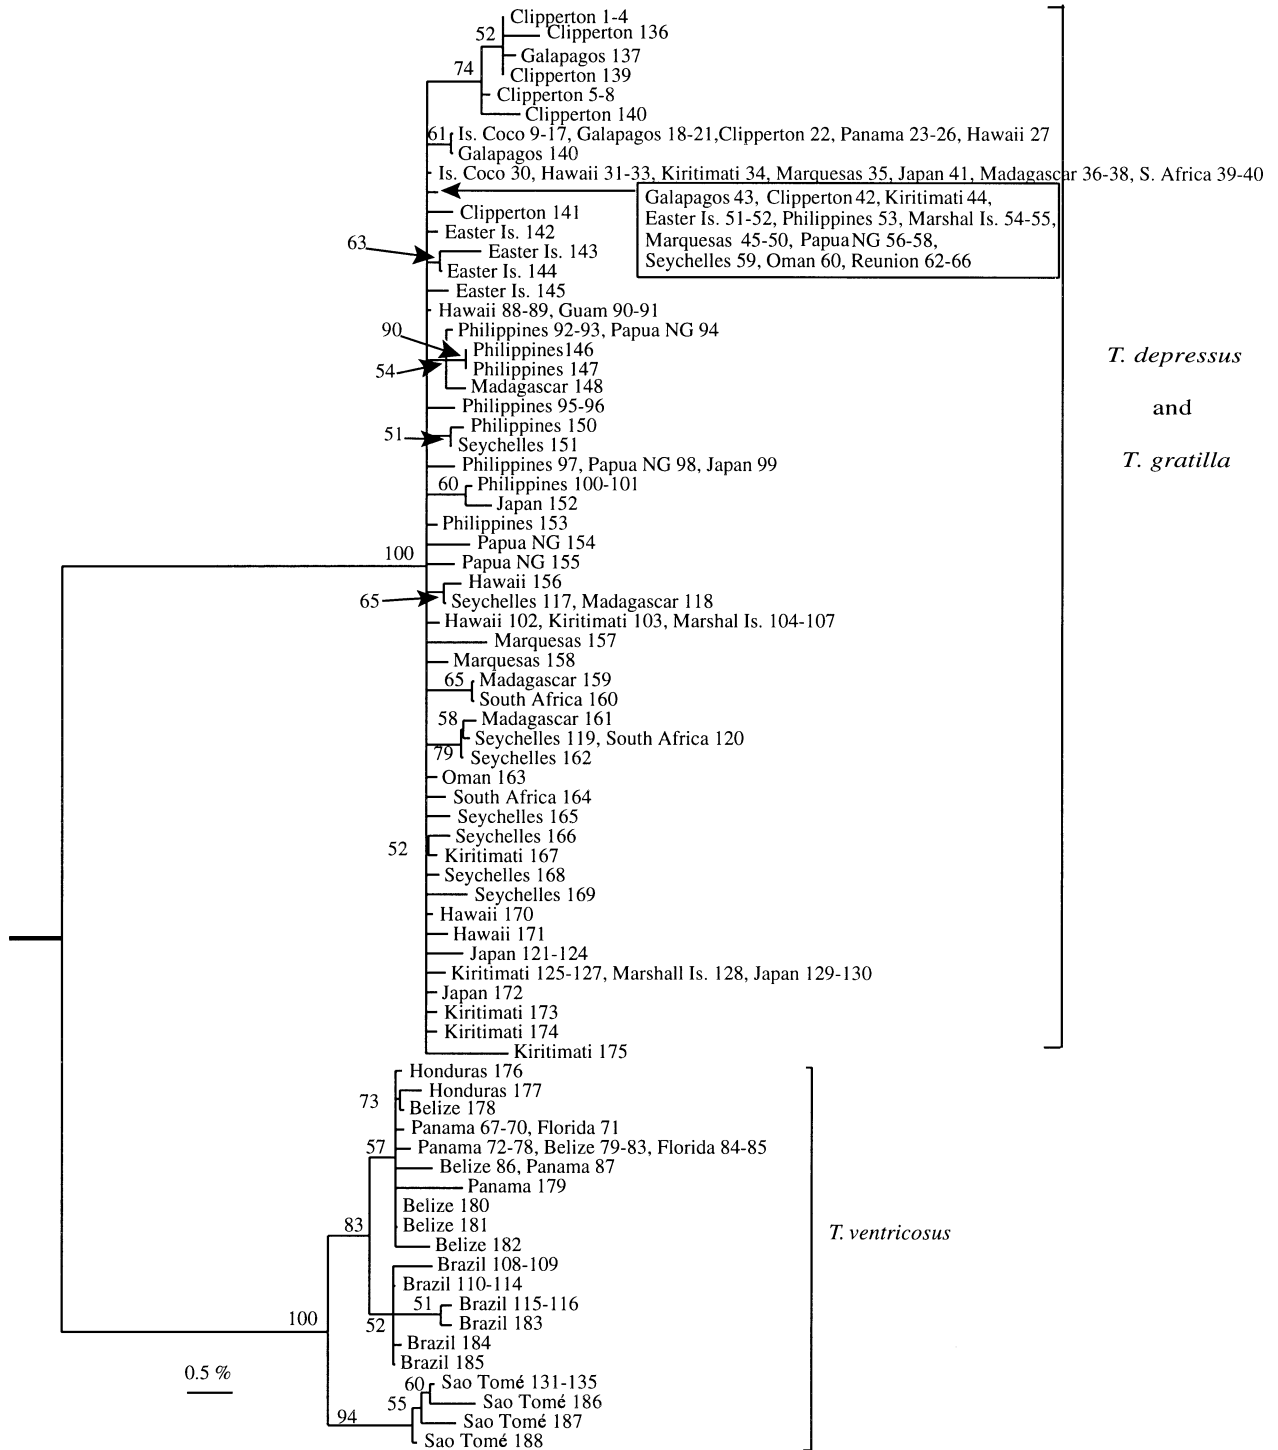 Clipperton 1-4
52
Clipperton 136
Galapagos 137
74
Clipperton 139
Clipperton 5-8
Clipperton 140
61
Is. Coco 9-17, Galapagos 18-21,Clipperton 22, Panama 23-26, Hawaii 27
Galapagos 140
Is. Coco 30, Hawaii 31-33, Kiritimati 34, Marquesas 35, Japan 41, Madagascar 36-38, S. Africa 39-40
Galapagos 43, Clipperton 42, Kiritimati 44,
Easter Is. 51-52, Philippines 53, Marshal Is. 54-55,
Marquesas 45-50, Papua NG 56-58,
Seychelles 59, Oman 60, Reunion 62-66
Clipperton 141
Easter Is. 142
63
Easter Is. 143
Easter Is. 144
Easter Is. 145
Hawaii 88-89, Guam 90-91
90
Philippines 92-93, Papua NG 94
Philippines146
54
Philippines 147
Madagascar 148
T. depressus
and
T. gratilla
Philippines 95-96
Philippines 150
51
Seychelles 151
Philippines 97, Papua NG 98, Japan 99
60
Philippines 100-101
Japan 152
Philippines 153
Papua NG 154
100
Papua NG 155
Hawaii 156
65
Seychelles 117, Madagascar 118
Hawaii 102, Kiritimati 103, Marshal Is. 104-107
Marquesas 157
Marquesas 158
65
Madagascar 159
South Africa 160
58
Madagascar 161
Seychelles 119, South Africa 120
79
Seychelles 162
Oman 163
South Africa 164
Seychelles 165
Seychelles 166
52
Kiritimati 167
Seychelles 168
Seychelles 169
Hawaii 170
Hawaii 171
Japan 121-124
Kiritimati 125-127, Marshall Is. 128, Japan 129-130
Japan 172
Kiritimati 173
Kiritimati 174
Kiritimati 175
Honduras 176
Honduras 177
73
Belize 178
Panama 67-70, Florida 71
57
Panama 72-78, Belize 79-83, Florida 84-85
Belize 86, Panama 87
Panama 179
Belize 180
83
Belize 181
Belize 182
T. ventricosus
Brazil 108-109
Brazil 110-114
51
Brazil 115-116
52
Brazil 183
100
Brazil 184
Brazil 185
0.5 %
60
Sao Tomé 131-135
55
Sao Tomé 186
94
Sao Tomé 187
Sao Tomé 188